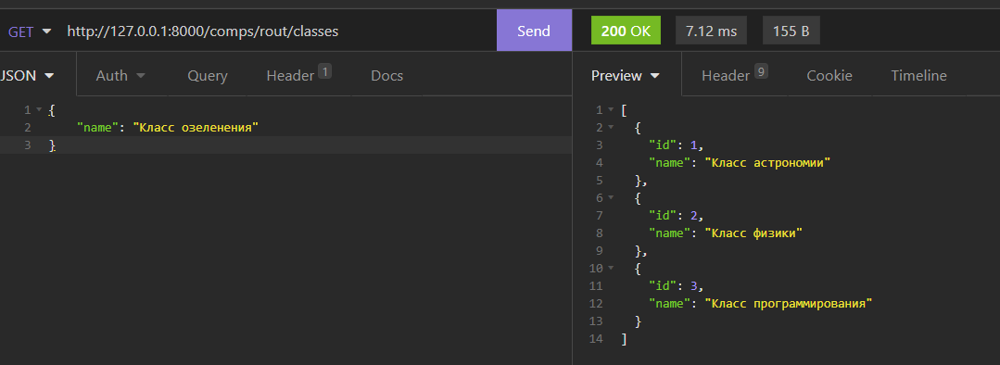 GET http://127.0.0.1:8000/comps/rout/classes Send 200 OK 7.12 ms 155 B
JSON Auth Query Header 1 Docs Preview Header 9 Cookie Timeline
1 {
2 "name": "Класс озеленения"
3 }
1 [
2 {
3 "id": 1,
4 "name": "Класс астрономии"
5 },
6 {
7 "id": 2,
8 "name": "Класс физики"
9 },
10 {
11 "id": 3,
12 "name": "Класс программирования"
13 }
14 ]